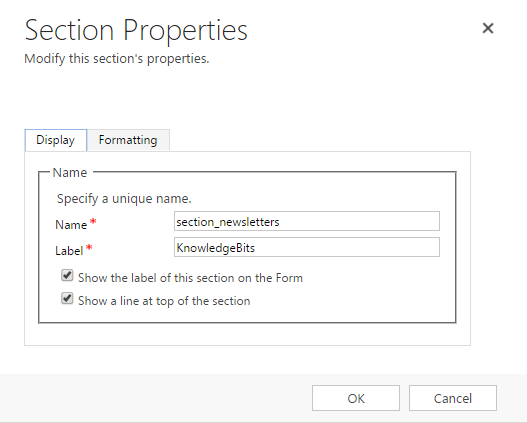 Section Properties
Modify this section's properties.
Display Formatting
Name
Specify a unique name.
Name* section_newsletters
Label* KnowledgeBits
Show the label of this section on the Form
Show a line at top of the section
OK Cancel